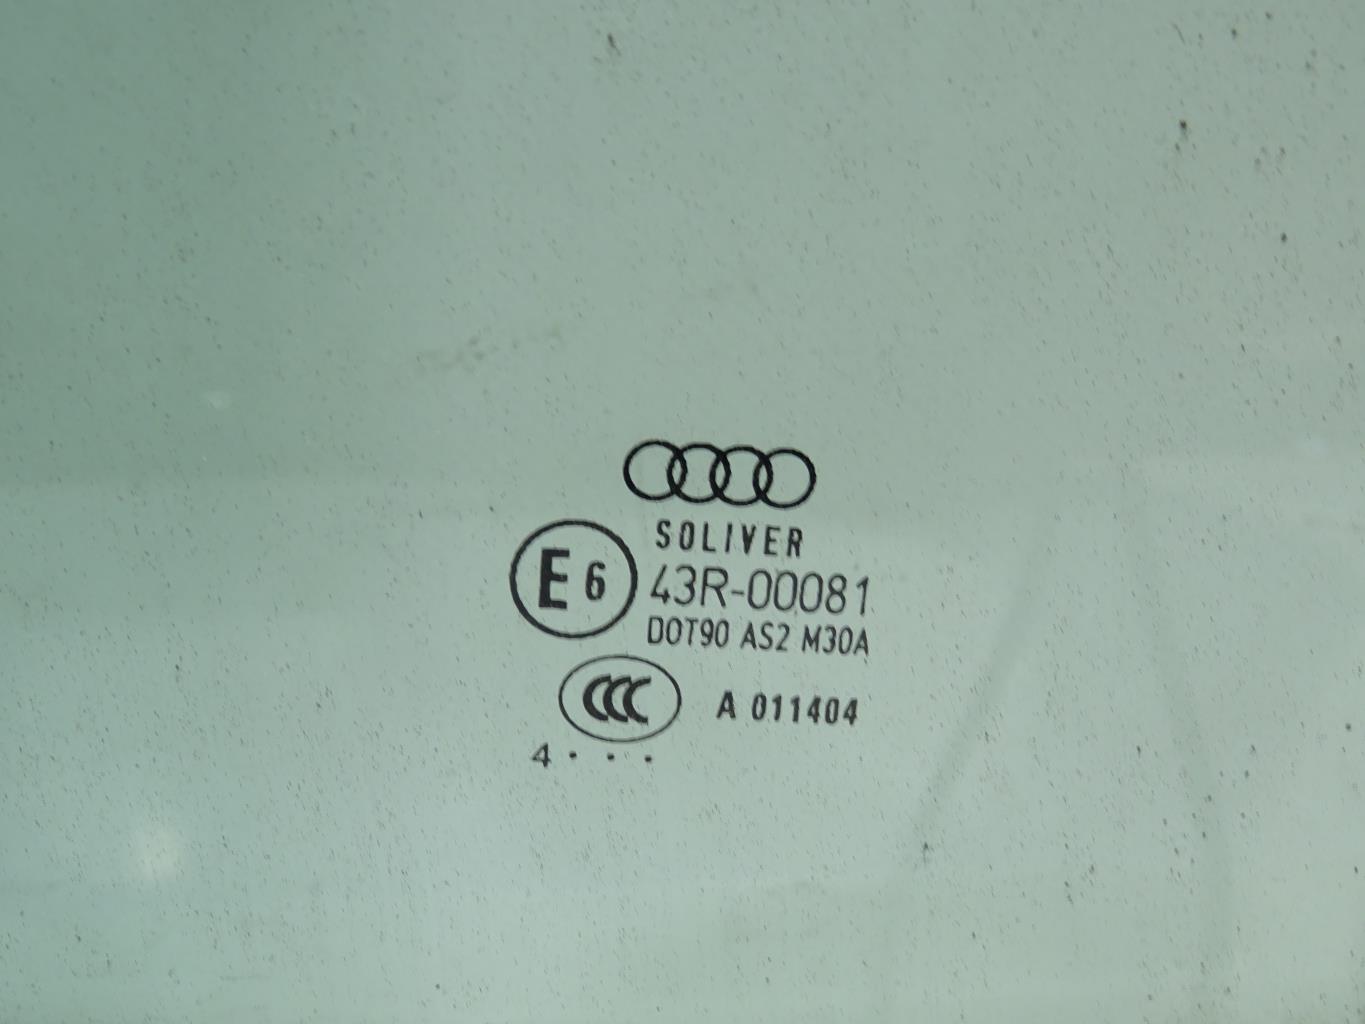 SOLIVER
E 6 43R-00081
DOT90 AS2 M30A
CCC A 011404
4 . . .